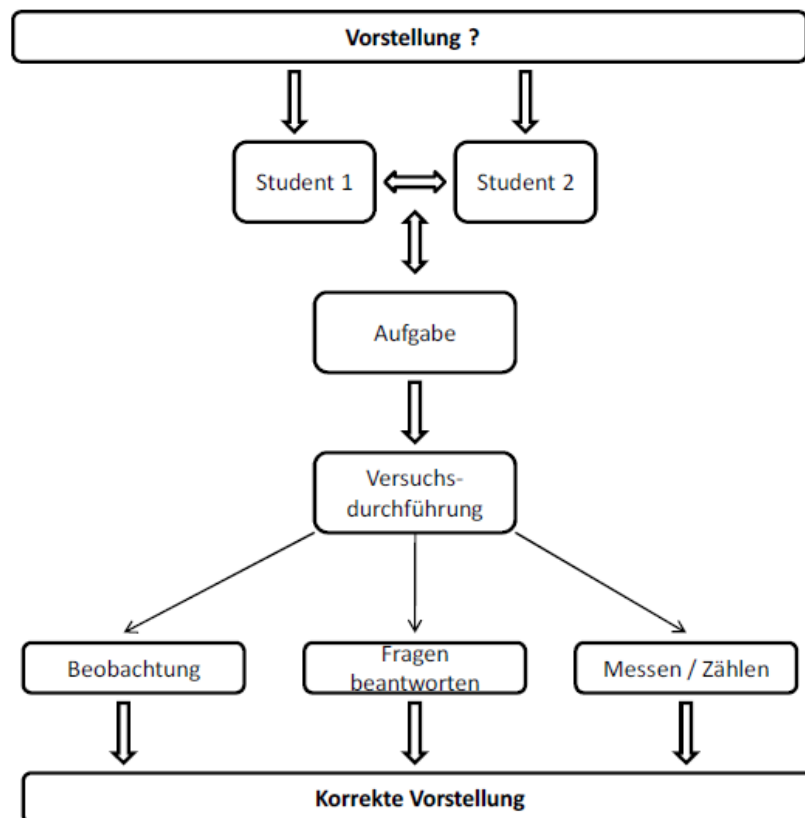 Vorstellung ?
Student 1
Student 2
Aufgabe
Versuchs-
durchführung
Beobachtung
Fragen
beantworten
Messen / Zählen
Korrekte Vorstellung